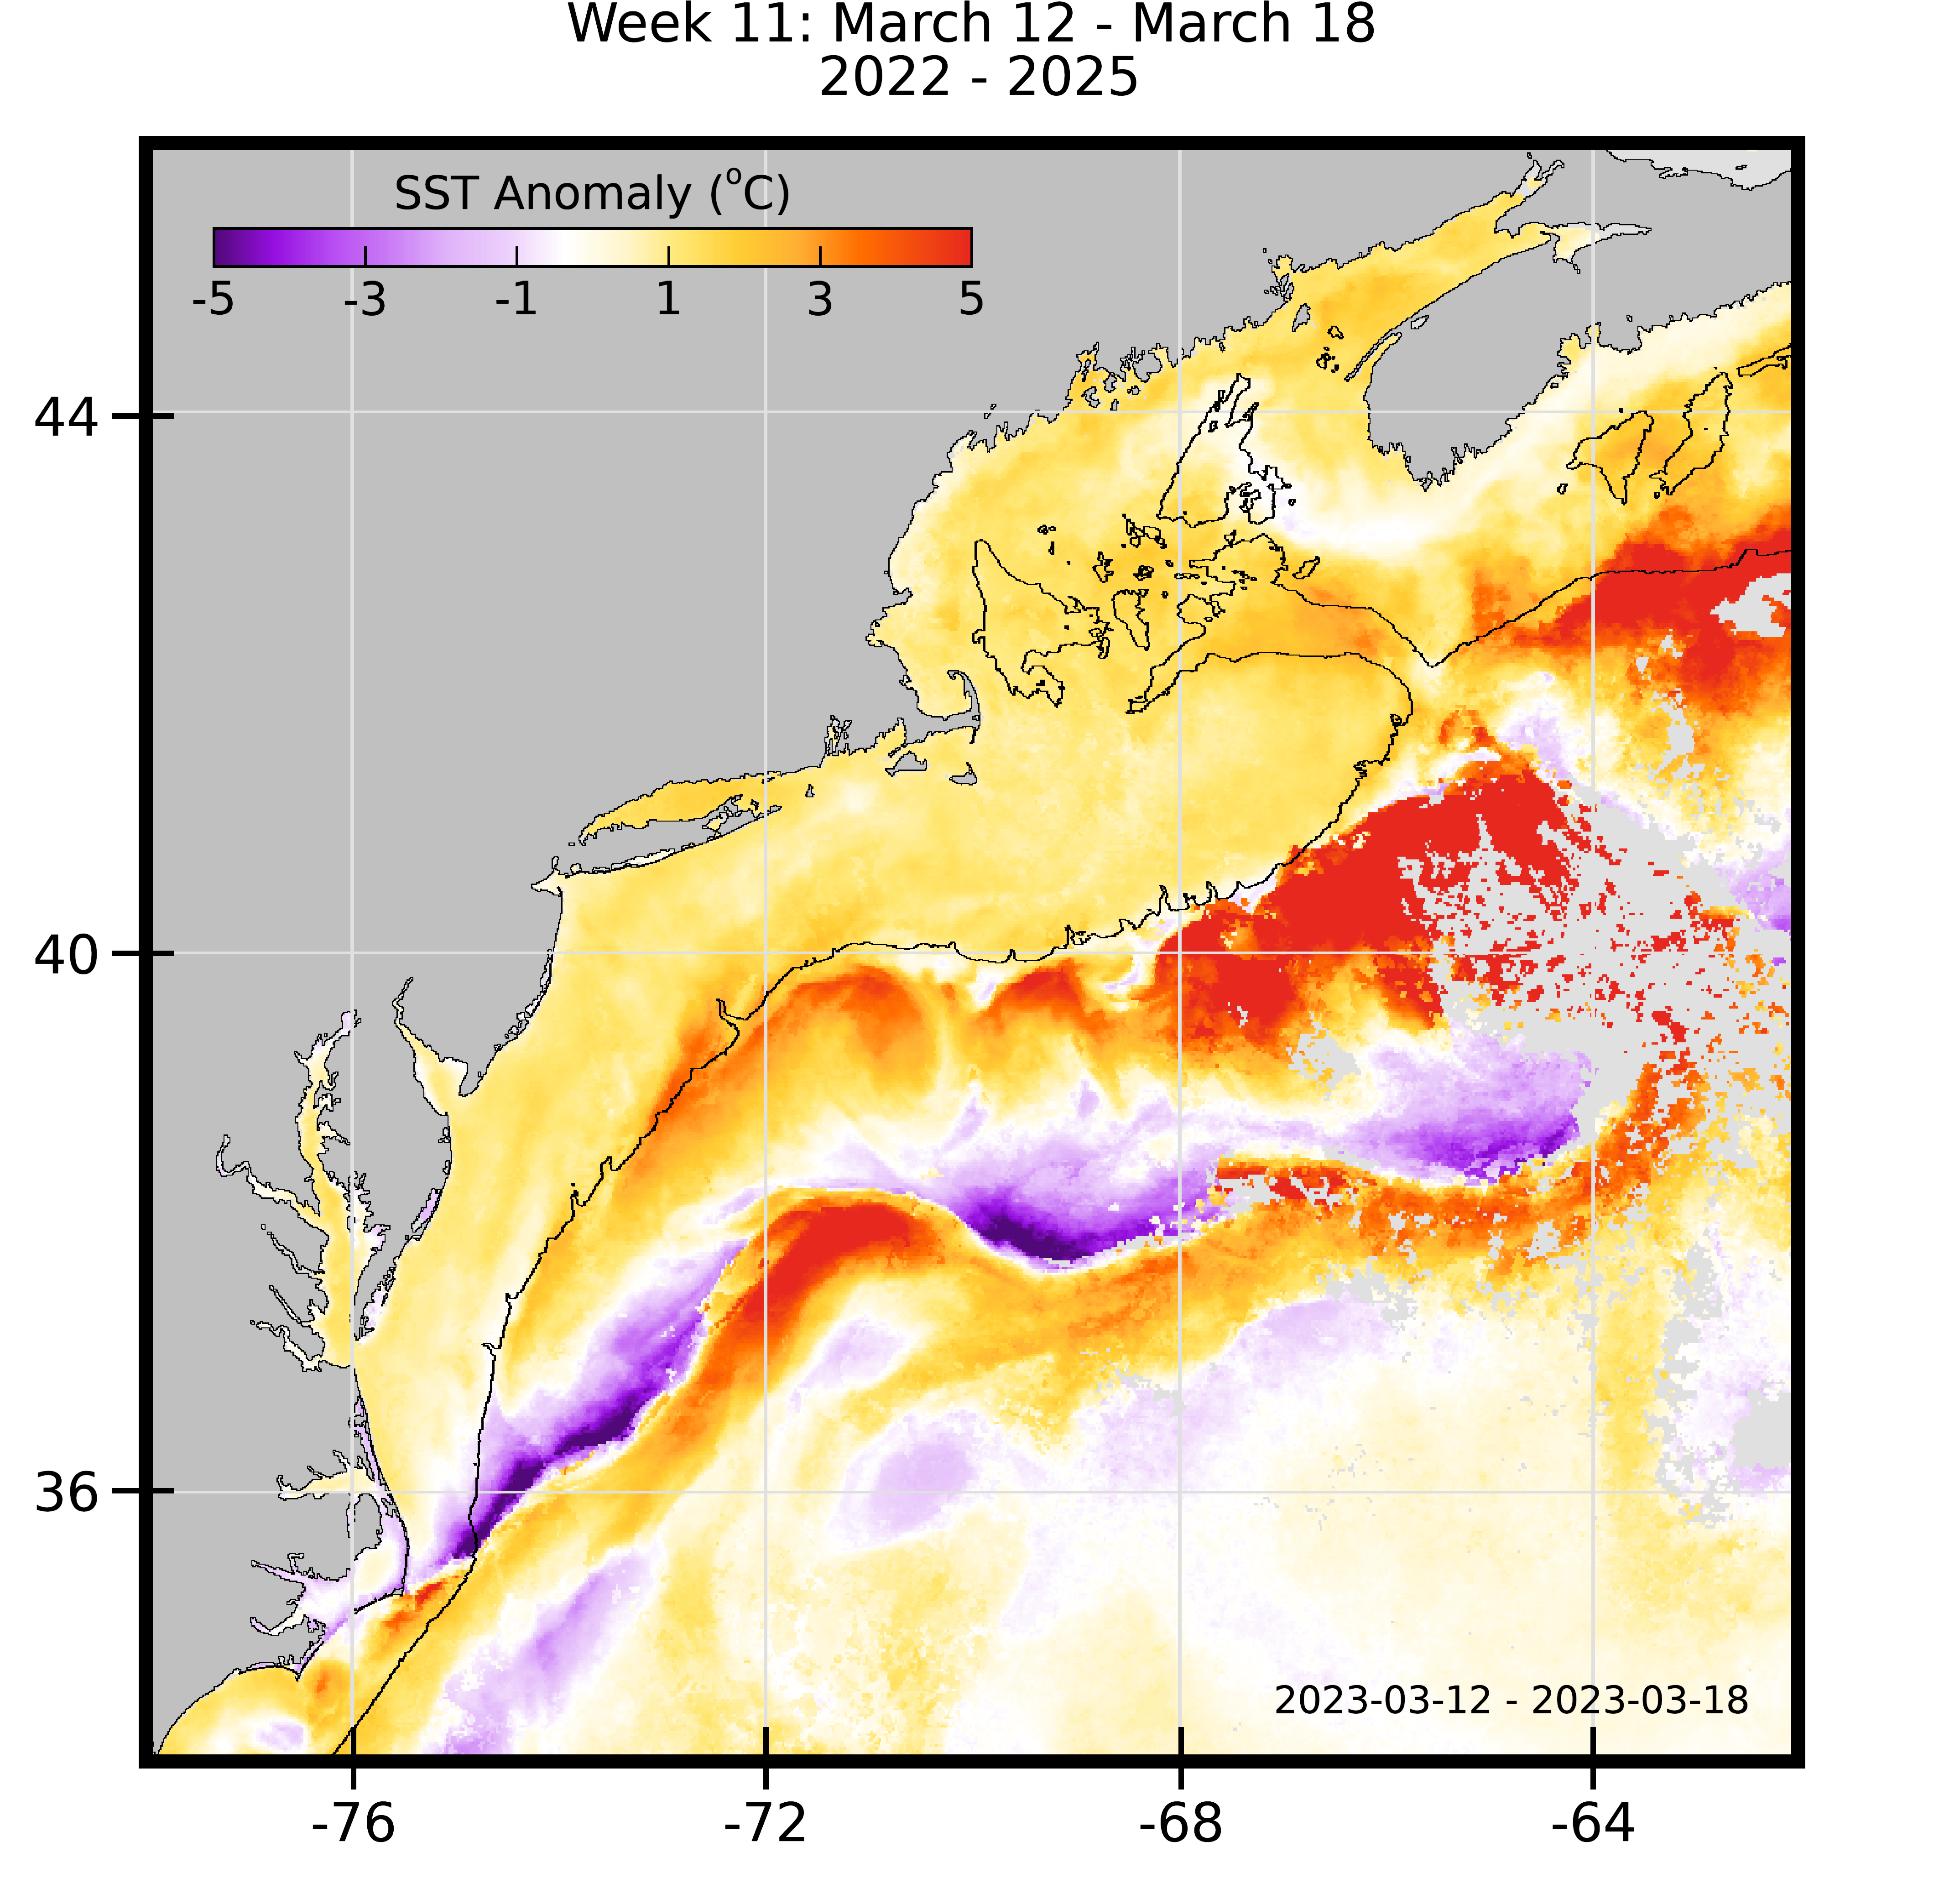 Week 11: March 12 - March 18
2022 - 2025
SST Anomaly (°C)
-5 -3 -1 1 3 5
44
40
36
2023-03-12 - 2023-03-18
-76 -72 -68 -64